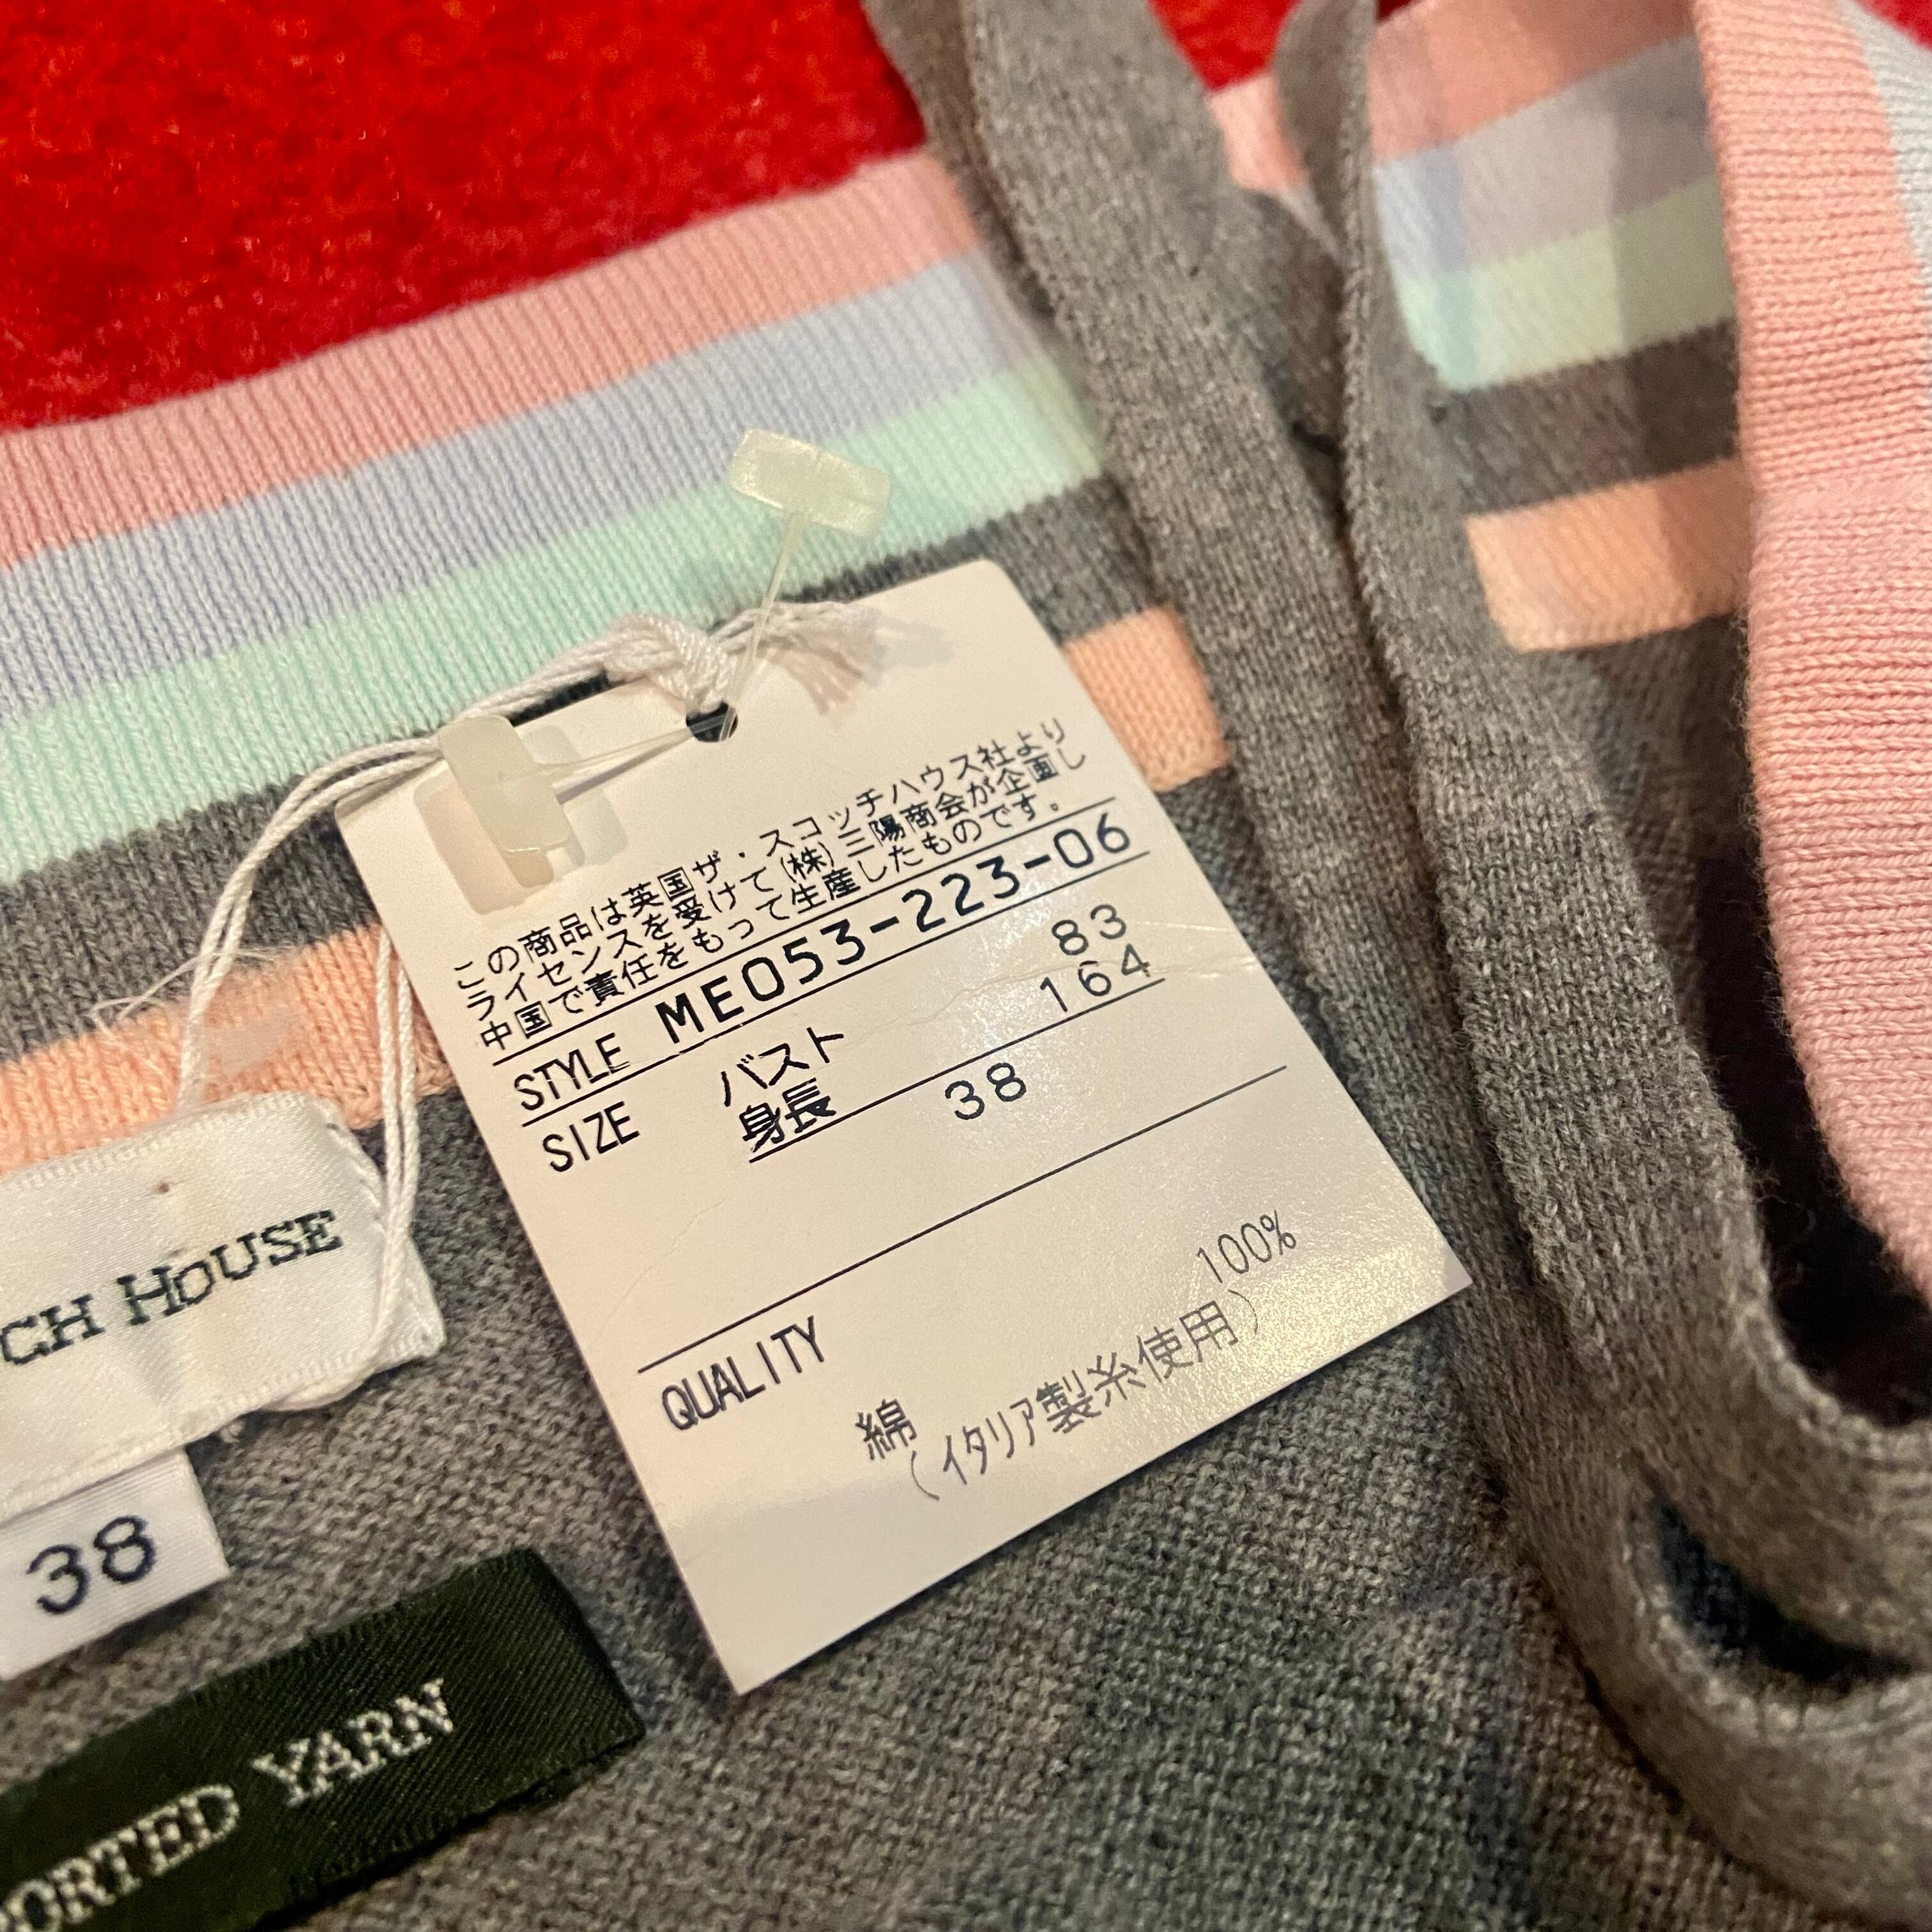 この商品は英国ザ・スコッチハウス社より
ライセンスを受けて(株)三陽商会が企画し
中国で責任をもって生産したものです。
STYLE ME053-223-06
SIZE バスト 83
身長 164
38
QUALITY
綿 100%
(イタリア製糸使用)
CH HOUSE
38
ORTED YARN